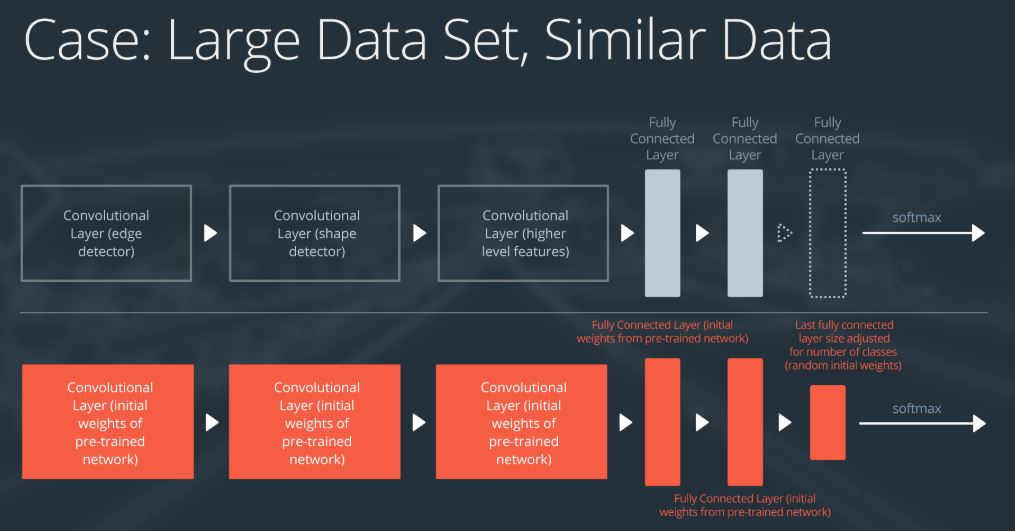 Case: Large Data Set, Similar Data
Fully
Connected
Layer
Fully
Connected
Layer
Fully
Connected
Layer
Convolutional
Layer (edge
detector)
Convolutional
Layer (shape
detector)
Convolutional
Layer (higher
level features)
softmax
Fully Connected Layer (initial
weights from pre-trained network)
Last fully connected
layer size adjusted
for number of classes
(random initial weights)
Convolutional
Layer (initial
weights of
pre-trained
network)
Convolutional
Layer (initial
weights of
pre-trained
network)
Convolutional
Layer (initial
weights of
pre-trained
network)
softmax
Fully Connected Layer (initial
weights from pre-trained network)